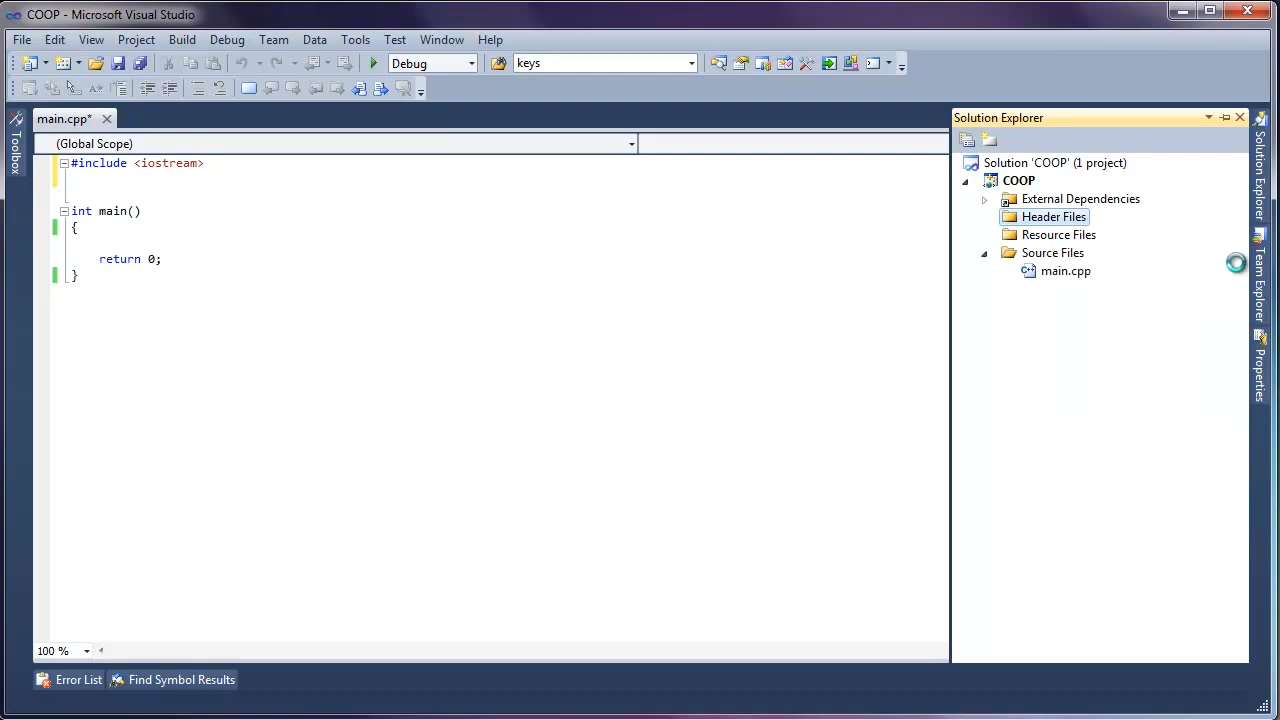 COOP - Microsoft Visual Studio
File Edit View Project Build Debug Team Data Tools Test Window Help
Debug keys
main.cpp*
(Global Scope)
#include <iostream>
int main()
{
return 0;
}
100 %
Solution Explorer
Solution 'COOP' (1 project)
COOP
External Dependencies
Header Files
Resource Files
Source Files
main.cpp
Toolbox
Solution Explorer
Team Explorer
Properties
Error List Find Symbol Results